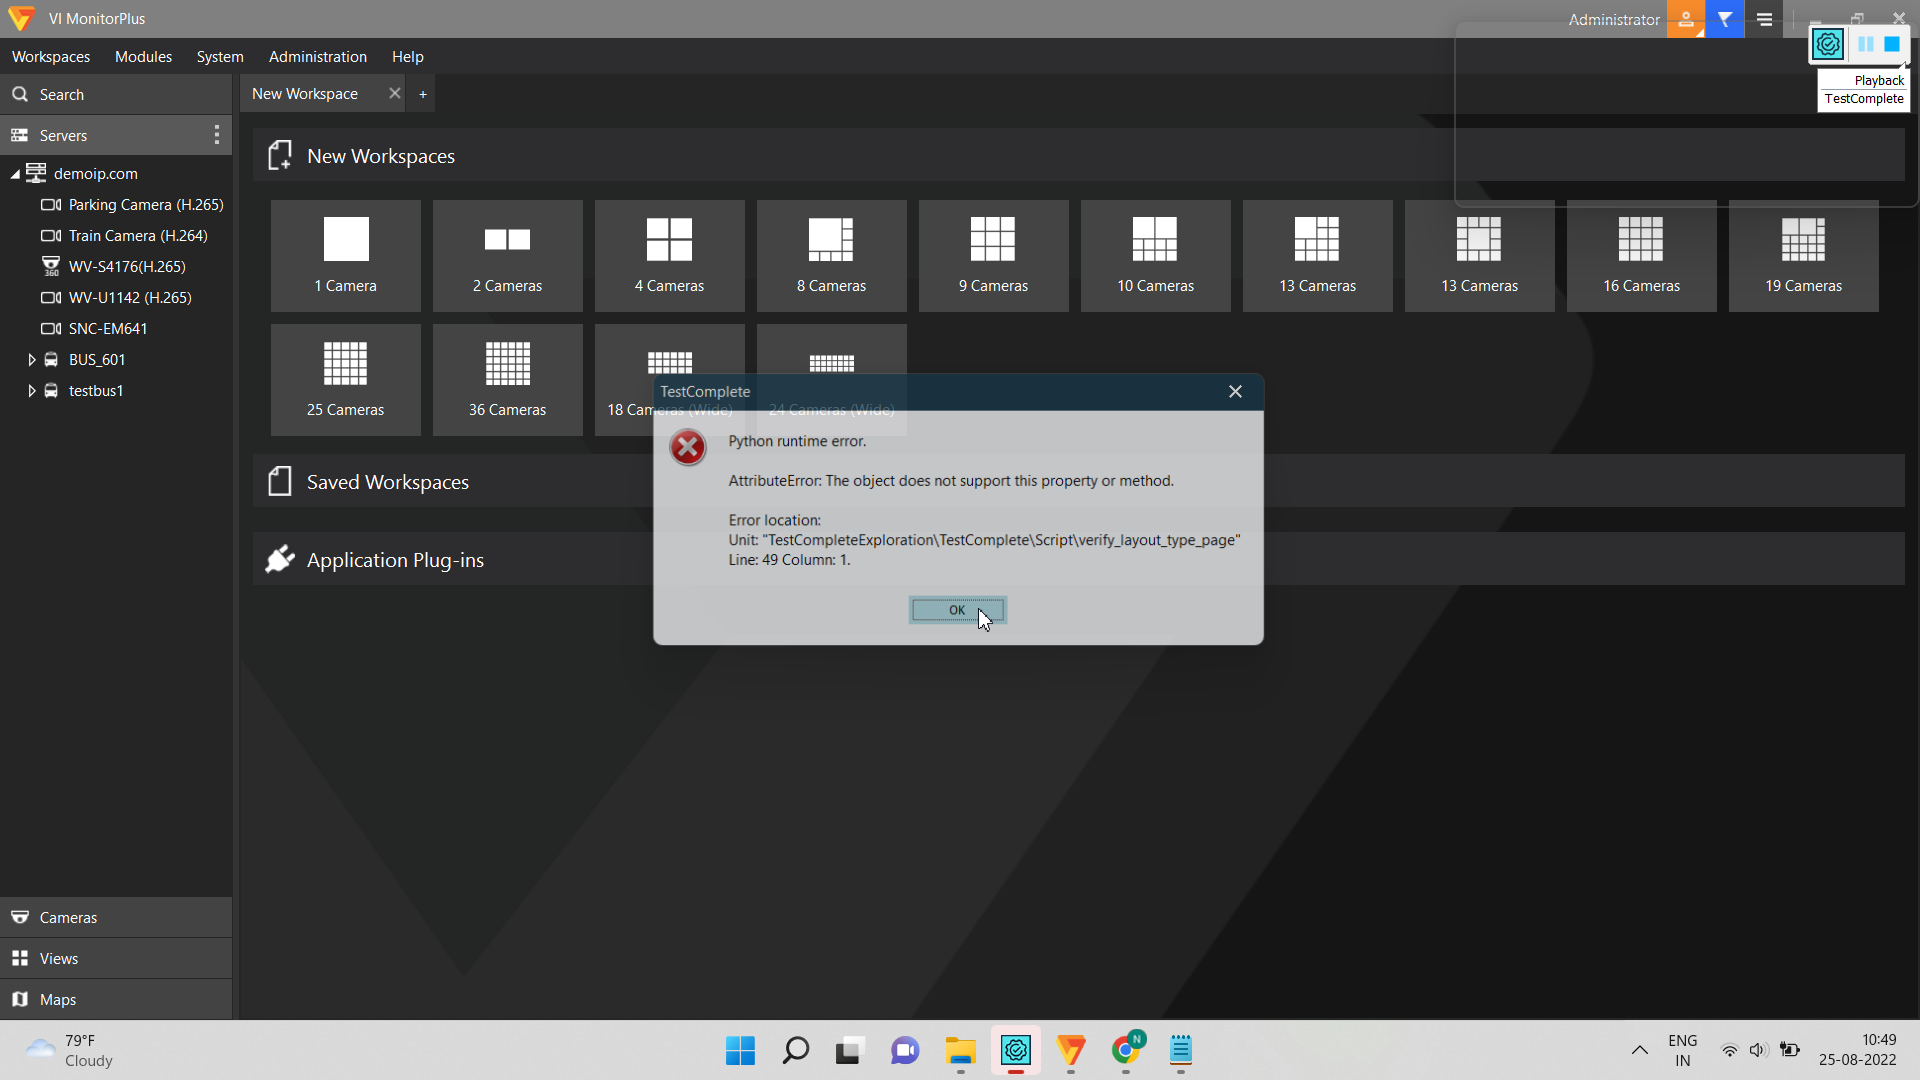 VI MonitorPlus
Administrator
Workspaces Modules System Administration Help
Playback
TestComplete
Search
Servers
demoip.com
Parking Camera (H.265)
Train Camera (H.264)
WV-S4176(H.265)
360
WV-U1142 (H.265)
SNC-EM641
BUS_601
testbus1
Cameras
Views
Maps
New Workspace
+
New Workspaces
1 Camera
2 Cameras
4 Cameras
8 Cameras
9 Cameras
10 Cameras
13 Cameras
13 Cameras
16 Cameras
19 Cameras
25 Cameras
36 Cameras
18 Cameras (Wide)
24 Cameras (Wide)
Saved Workspaces
Application Plug-ins
TestComplete
Python runtime error.
AttributeError: The object does not support this property or method.
Error location:
Unit: "TestCompleteExploration\TestComplete\Script\verify_layout_type_page"
Line: 49 Column: 1.
OK
79°F
Cloudy
N
ENG
IN
10:49
25-08-2022